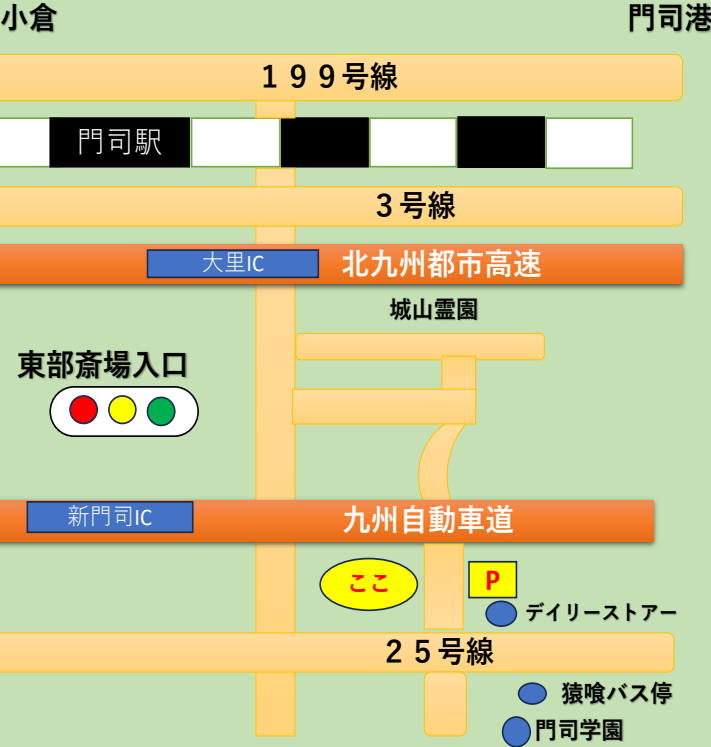 小倉
門司港
１９９号線
門司駅
３号線
大里IC
北九州都市高速
城山霊園
東部斎場入口
新門司IC
九州自動車道
ここ
P
デイリーストアー
２５号線
猿喰バス停
門司学園